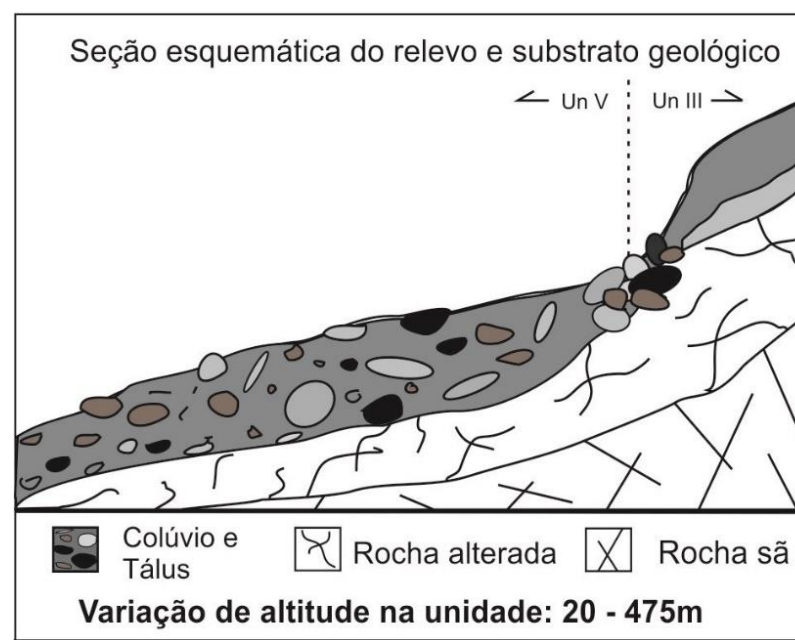 Seção esquemática do relevo e substrato geológico
Un V Un III
Colúvio e
Tálus
Rocha alterada
Rocha sã
Variação de altitude na unidade: 20 - 475m